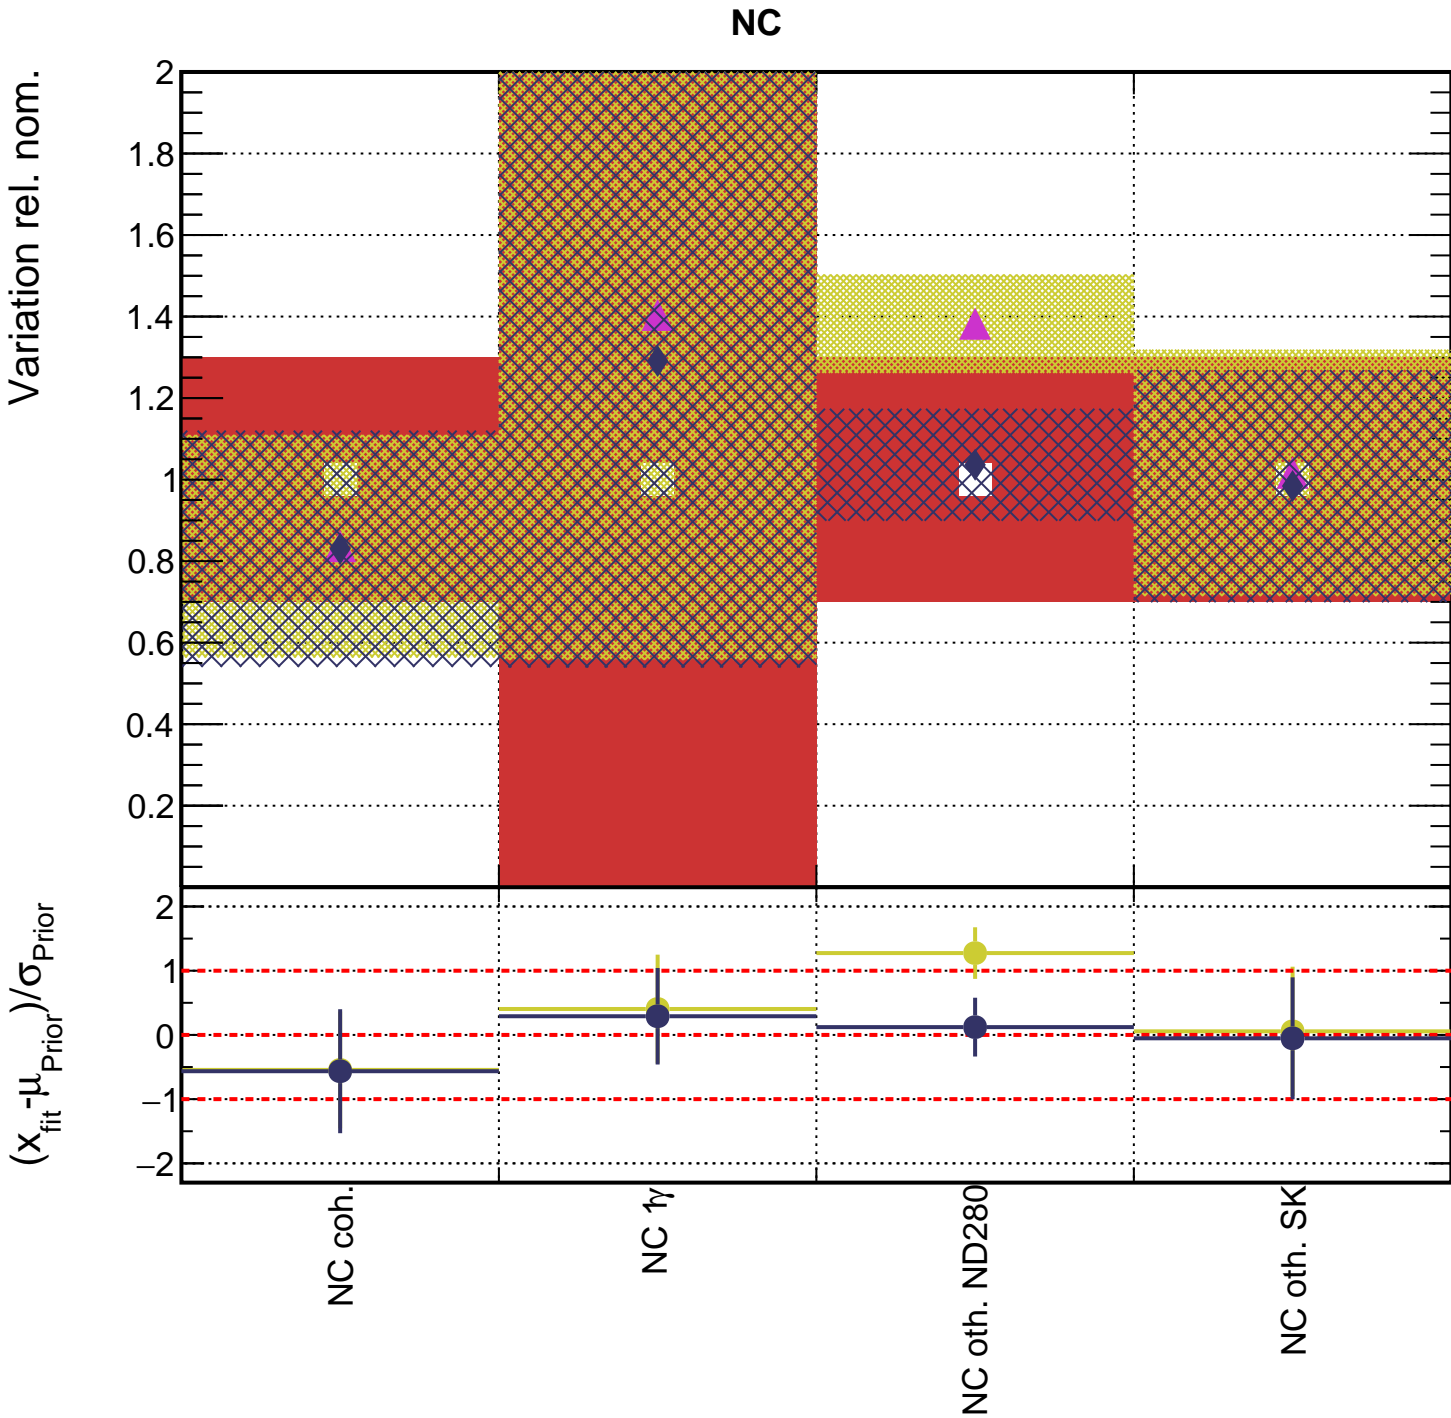 NC
Variation rel. nom.
2
1.8
1.6
1.4
1.2
1
0.8
0.6
0.4
0.2
(x_fit-μ_Prior)/σ_Prior
2
1
0
−1
−2
NC coh.
NC 1γ
NC oth. ND280
NC oth. SK